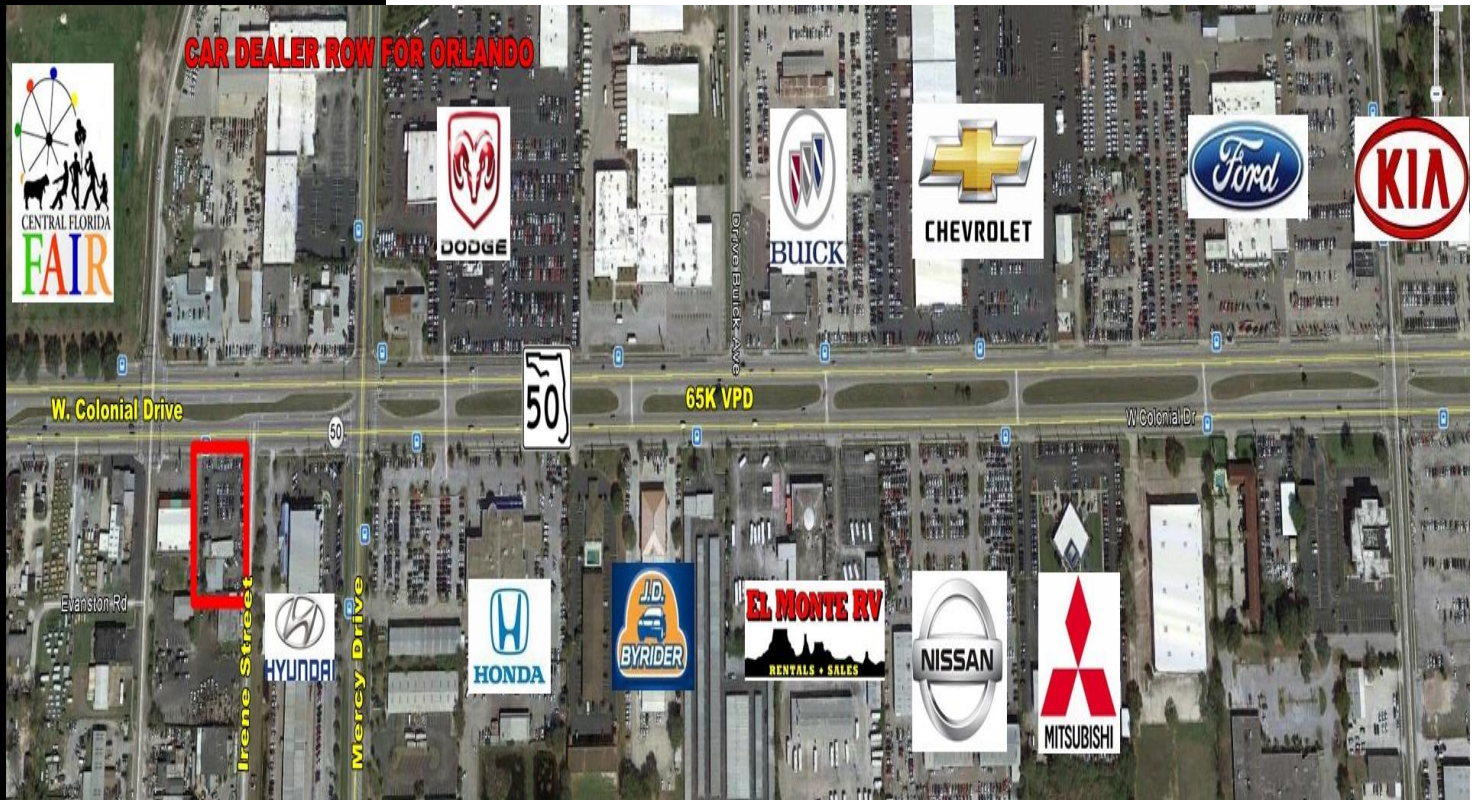 CAR DEALER ROW FOR ORLANDO
CENTRAL FLORIDA
FAIR
DODGE
BUICK
CHEVROLET
Ford
KIA
Drive Buick Ave
W. Colonial Drive
50
50
65K VPD
W Colonial Dr
Evanston Rd
Irene Street
HYUNDAI
Mercy Drive
HONDA
J.D.
BYRIDER
EL MONTE RV
RENTALS • SALES
NISSAN
MITSUBISHI